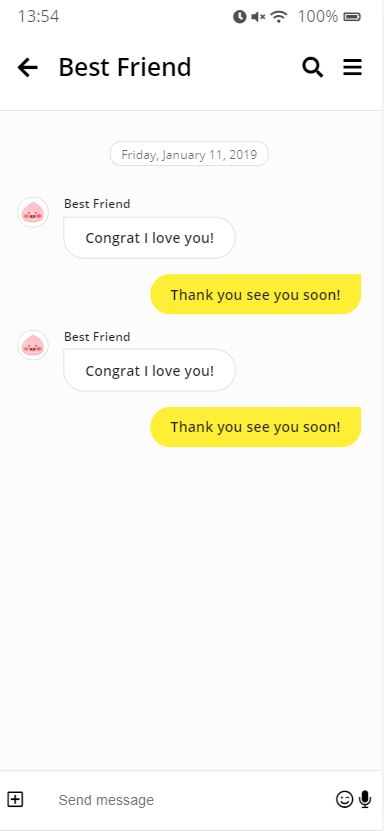 13:54
100%
Best Friend
Friday, January 11, 2019
Best Friend
Congrat I love you!
Thank you see you soon!
Best Friend
Congrat I love you!
Thank you see you soon!
Send message